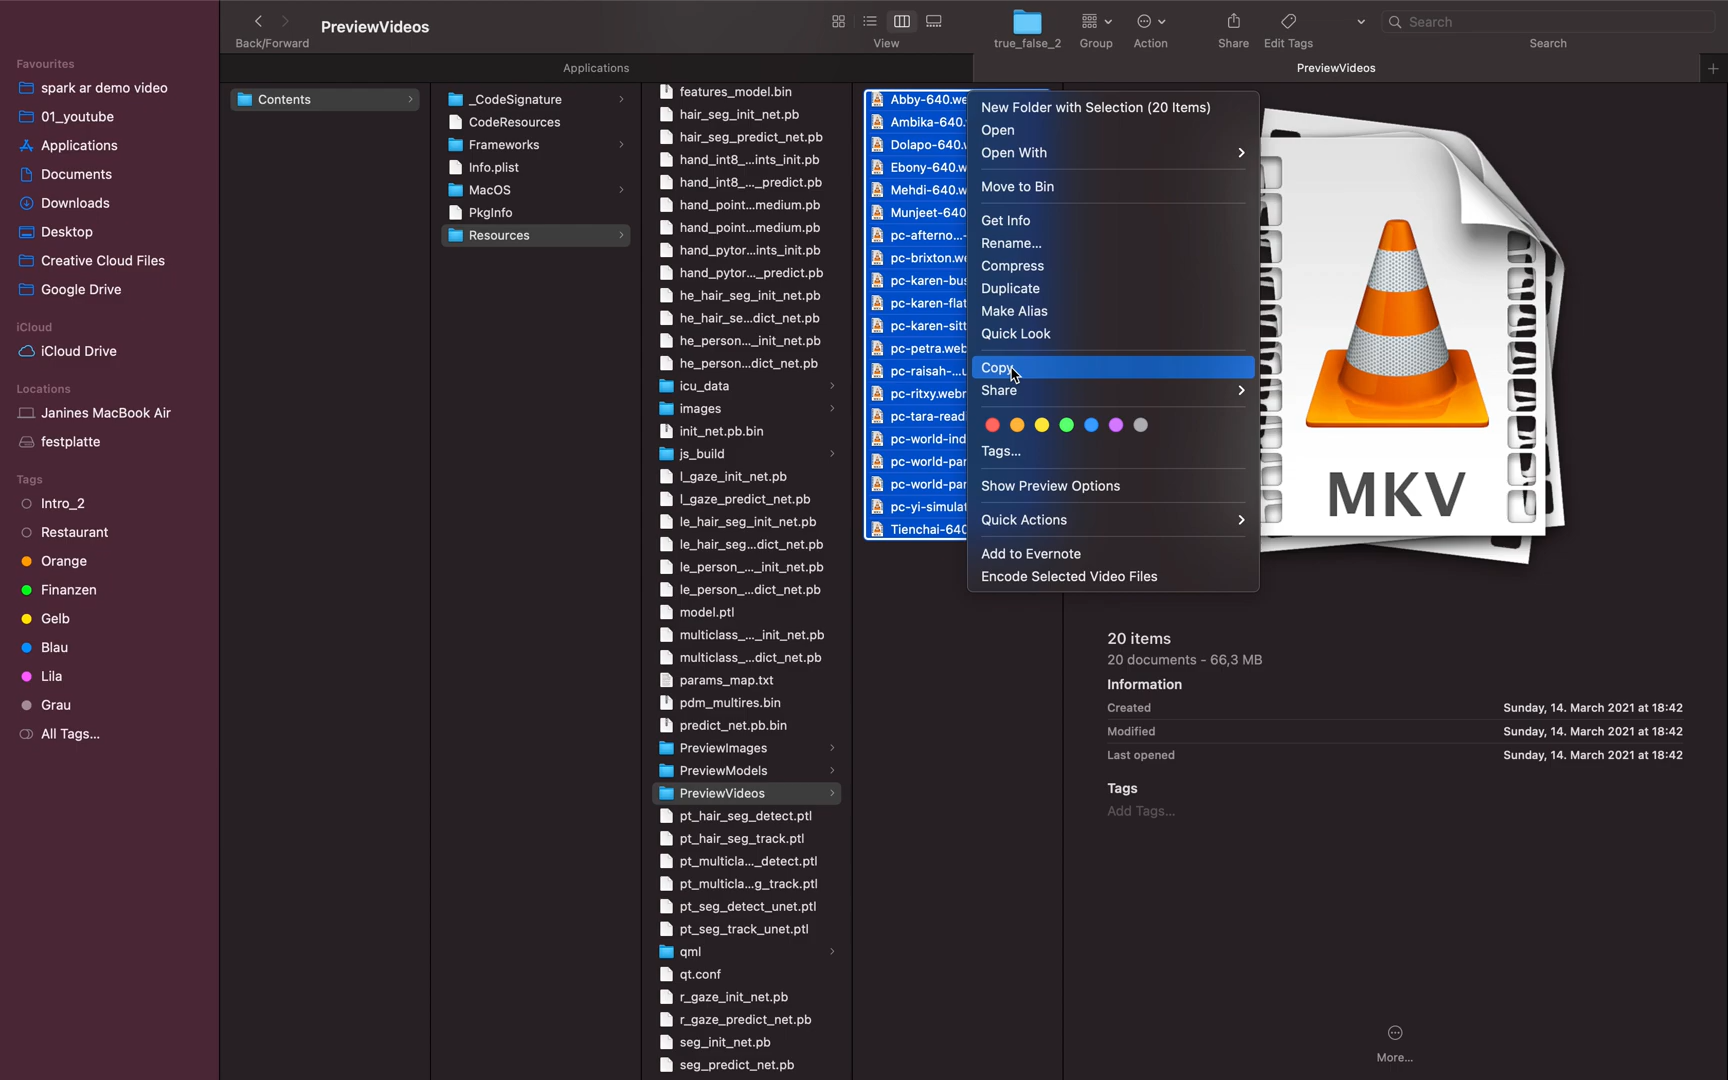 PreviewVideos
Back/Forward
View
true_false_2
Group
Action
Share
Edit Tags
Search
Search
Applications
PreviewVideos
Favourites
spark ar demo video
01_youtube
Applications
Documents
Downloads
Desktop
Creative Cloud Files
Google Drive
iCloud
iCloud Drive
Locations
Janines MacBook Air
festplatte
Tags
Intro_2
Restaurant
Orange
Finanzen
Gelb
Blau
Lila
Grau
All Tags...
Contents
_CodeSignature
CodeResources
Frameworks
Info.plist
MacOS
PkgInfo
Resources
features_model.bin
hair_seg_init_net.pb
hair_seg_predict_net.pb
hand_int8_...ints_init.pb
hand_int8_..._predict.pb
hand_point...medium.pb
hand_point...medium.pb
hand_pytor...ints_init.pb
hand_pytor..._predict.pb
he_hair_seg_init_net.pb
he_hair_se...dict_net.pb
he_person..._init_net.pb
he_person...dict_net.pb
icu_data
images
init_net.pb.bin
js_build
l_gaze_init_net.pb
l_gaze_predict_net.pb
le_hair_seg_init_net.pb
le_hair_seg...dict_net.pb
le_person_..._init_net.pb
le_person_...dict_net.pb
model.ptl
multiclass_..._init_net.pb
multiclass_...dict_net.pb
params_map.txt
pdm_multires.bin
predict_net.pb.bin
PreviewImages
PreviewModels
PreviewVideos
pt_hair_seg_detect.ptl
pt_hair_seg_track.ptl
pt_multicla..._detect.ptl
pt_multicla...g_track.ptl
pt_seg_detect_unet.ptl
pt_seg_track_unet.ptl
qml
qt.conf
r_gaze_init_net.pb
r_gaze_predict_net.pb
seg_init_net.pb
seg_predict_net.pb
Abby-640.we
Ambika-640.
Dolapo-640.w
Ebony-640.w
Mehdi-640.w
Munjeet-640
pc-afterno...-
pc-brixton.we
pc-karen-bus
pc-karen-flat
pc-karen-sitt
pc-petra.web
pc-raisah-...u
pc-ritxy.webr
pc-tara-read
pc-world-ind
pc-world-par
pc-world-par
pc-yi-simulat
Tienchai-640
New Folder with Selection (20 Items)
Open
Open With
Move to Bin
Get Info
Rename...
Compress
Duplicate
Make Alias
Quick Look
Copy
Share
Tags...
Show Preview Options
Quick Actions
Add to Evernote
Encode Selected Video Files
MKV
20 items
20 documents - 66,3 MB
Information
Created Sunday, 14. March 2021 at 18:42
Modified Sunday, 14. March 2021 at 18:42
Last opened Sunday, 14. March 2021 at 18:42
Tags
Add Tags...
More...